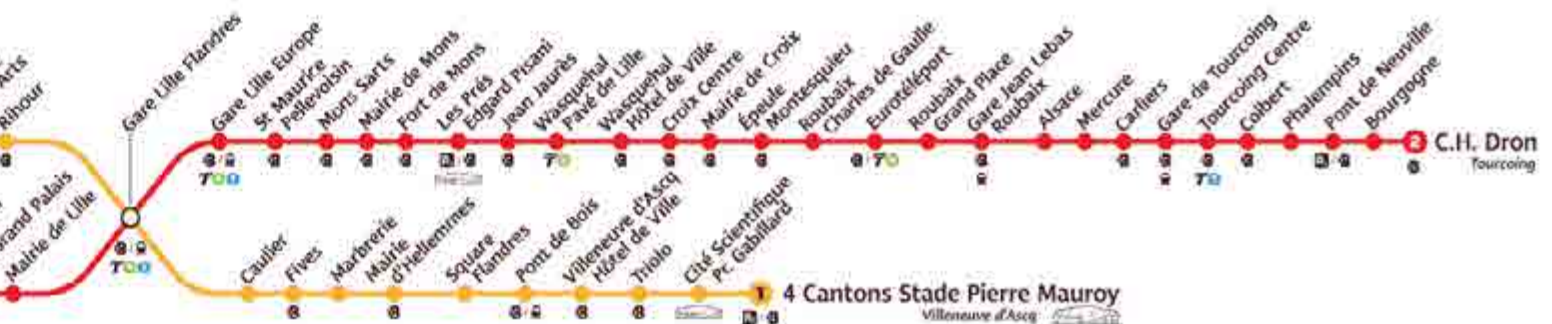 Arts
Rihour
Gare Lille Flandres
Gare Lille Europe
St Maurice
Pellevoisin
Mons Sarts
Mairie de Mons
Fort de Mons
Les Prés
Edgard Pisani
Jean Jaurès
Wasquehal
Pavé de Lille
Wasquehal
Hôtel de Ville
Croix Centre
Mairie de Croix
Épeule
Montesquieu
Roubaix
Charles de Gaulle
Eurotéléport
Roubaix
Grand Place
Gare Jean Lebas
Roubaix
Alsace
Mercure
Carliers
Gare de Tourcoing
Tourcoing Centre
Colbert
Phalempins
Pont de Neuville
Bourgogne
2 C.H. Dron
Tourcoing
Grand Palais
Mairie de Lille
Caulier
Fives
Marbrerie
Mairie
d'Hellemmes
Square
Flandres
Pont de Bois
Villeneuve d'Ascq
Hôtel de Ville
Triolo
Cité Scientifique
Pr. Gabillard
1 4 Cantons Stade Pierre Mauroy
Villeneuve d'Ascq